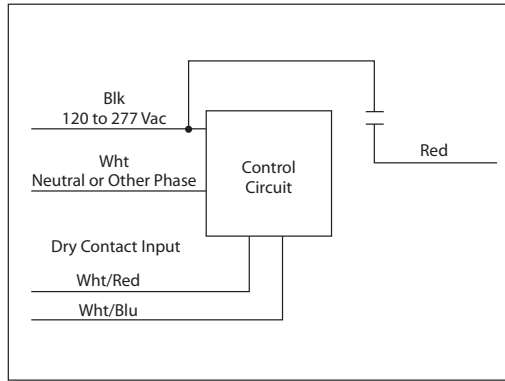 Blk
120 to 277 Vac
Wht
Neutral or Other Phase
Control
Circuit
Red
Dry Contact Input
Wht/Red
Wht/Blu